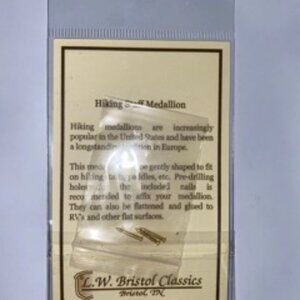 Hiking Staff Medallion
Hiking medallions are increasingly
popular in the United States and have been
a longstanding tradition in Europe.
This be gently shaped to fit
on hiking paddles, etc. Pre-drilling
holes the included nails is
recommended to affix your medallion.
They can also be flattened and glued to
RV's and other flat surfaces.
L.W. Bristol Classics
Bristol, TN